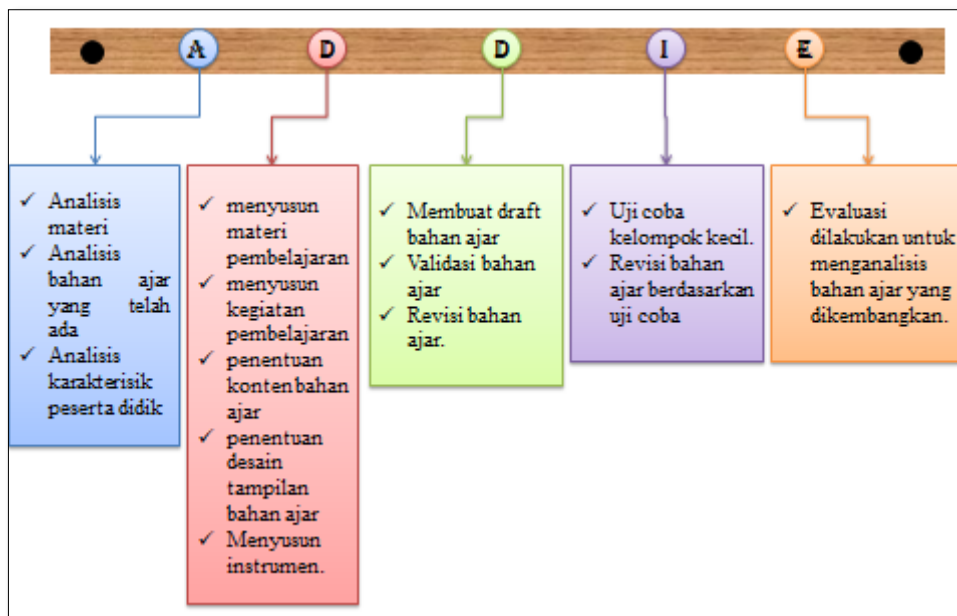 A
D
D
I
E
✓ Analisis
materi
✓ Analisis
bahan ajar
yang telah
ada
✓ Analisis
karakterisik
peserta didik
✓ menyusun
materi
pembelajaran
✓ menyusun
kegiatan
pembelajaran
✓ penentuan
konten bahan
ajar
✓ penentuan
desain
tampilan
bahan ajar
✓ Menyusun
instrumen.
✓ Membuat draft
bahan ajar
✓ Validasi bahan
ajar
✓ Revisi bahan
ajar.
✓ Uji coba
kelompok kecil.
✓ Revisi bahan
ajar berdasarkan
uji coba
✓ Evaluasi
dilakukan untuk
menganalisis
bahan ajar yang
dikembangkan.